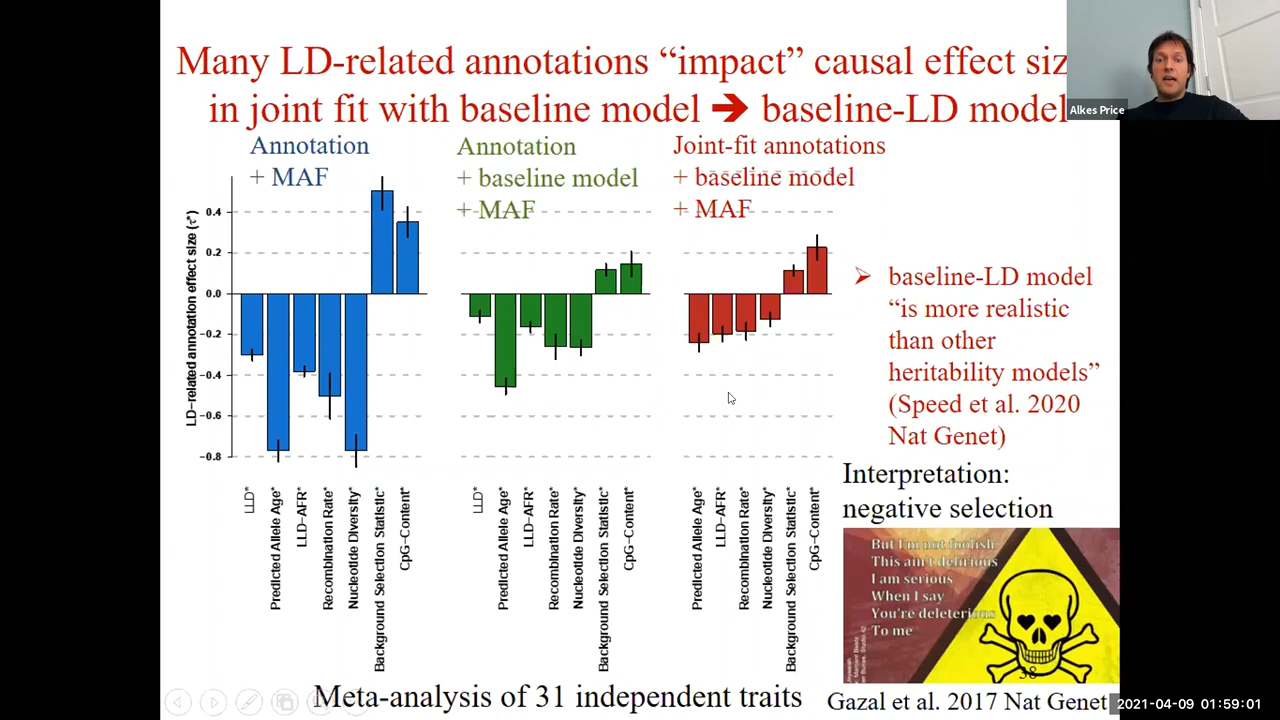 Many LD-related annotations “impact” causal effect siz
in joint fit with baseline model ➔ baseline-LD model
Alkes Price
Annotation
+ MAF
Annotation
+ baseline model
+ MAF
Joint-fit annotations
+ baseline model
+ MAF
LD-related annotation effect size (τ*)
0.4
0.2
0.0
-0.2
-0.4
-0.6
-0.8
LLD*
Predicted Allele Age*
LLD-AFR*
Recombination Rate*
Nucleotide Diversity*
Background Selection Statistic*
CpG-Content*
LLD*
Predicted Allele Age*
LLD-AFR*
Recombination Rate*
Nucleotide Diversity*
Background Selection Statistic*
CpG-Content*
Predicted Allele Age*
LLD-AFR*
Recombination Rate*
Nucleotide Diversity*
Background Selection Statistic*
CpG-Content*
➢ baseline-LD model
“is more realistic
than other
heritability models”
(Speed et al. 2020
Nat Genet)
Interpretation:
negative selection
But I'm not foolish
This ain't delirious
I am serious
When I say
You're deleterious
To me
38
Meta-analysis of 31 independent traits
Gazal et al. 2017 Nat Genet
2021-04-09 01:59:01